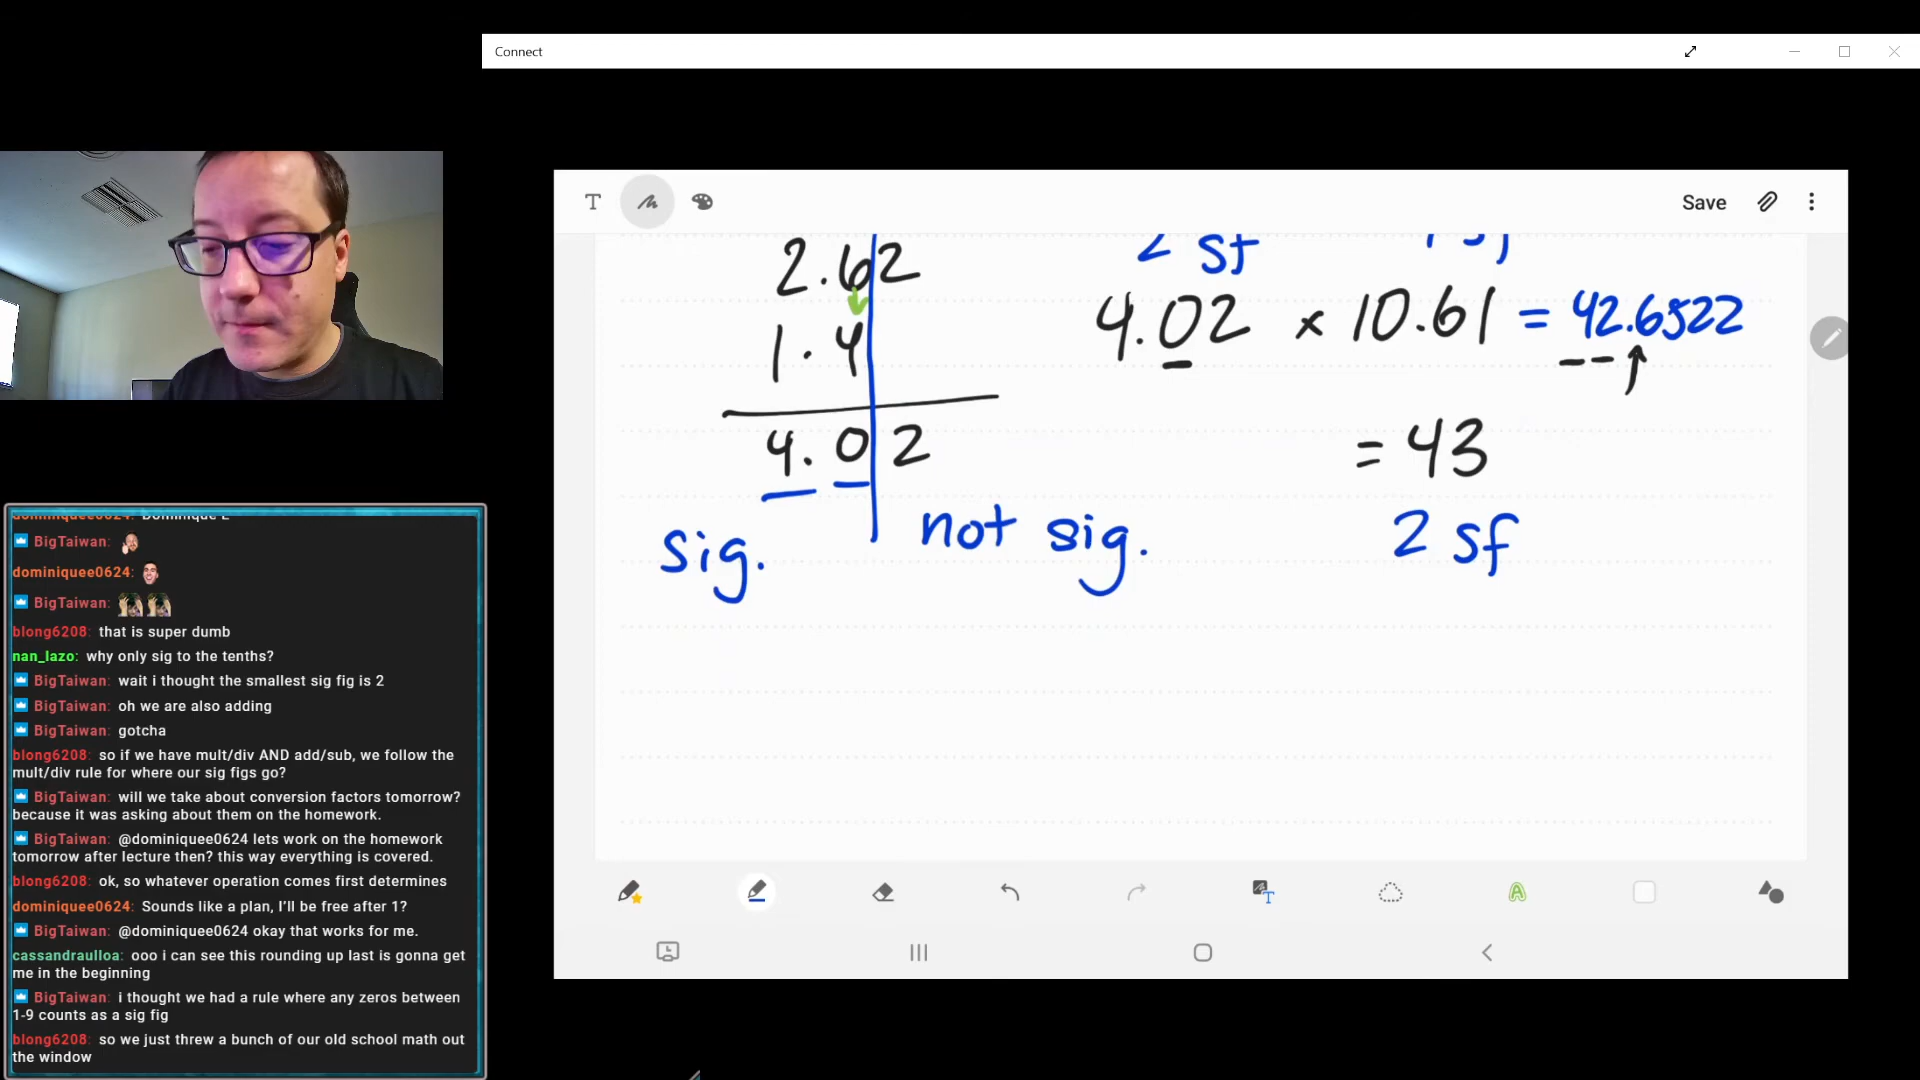 Connect
T
Save
2.62
1.4
4.02
sig.
not sig.
2 sf
4.02 × 10.61 = 42.6522
= 43
2 sf
A
T
BigTaiwan:
dominiquee0624:
BigTaiwan:
blong6208: that is super dumb
nan_lazo: why only sig to the tenths?
BigTaiwan: wait i thought the smallest sig fig is 2
BigTaiwan: oh we are also adding
BigTaiwan: gotcha
blong6208: so if we have mult/div AND add/sub, we follow the
mult/div rule for where our sig figs go?
BigTaiwan: will we take about conversion factors tomorrow?
because it was asking about them on the homework.
BigTaiwan: @dominiquee0624 lets work on the homework
tomorrow after lecture then? this way everything is covered.
blong6208: ok, so whatever operation comes first determines
dominiquee0624: Sounds like a plan, I'll be free after 1?
BigTaiwan: @dominiquee0624 okay that works for me.
cassandraulloa: ooo i can see this rounding up last is gonna get
me in the beginning
BigTaiwan: i thought we had a rule where any zeros between
1-9 counts as a sig fig
blong6208: so we just threw a bunch of our old school math out
the window